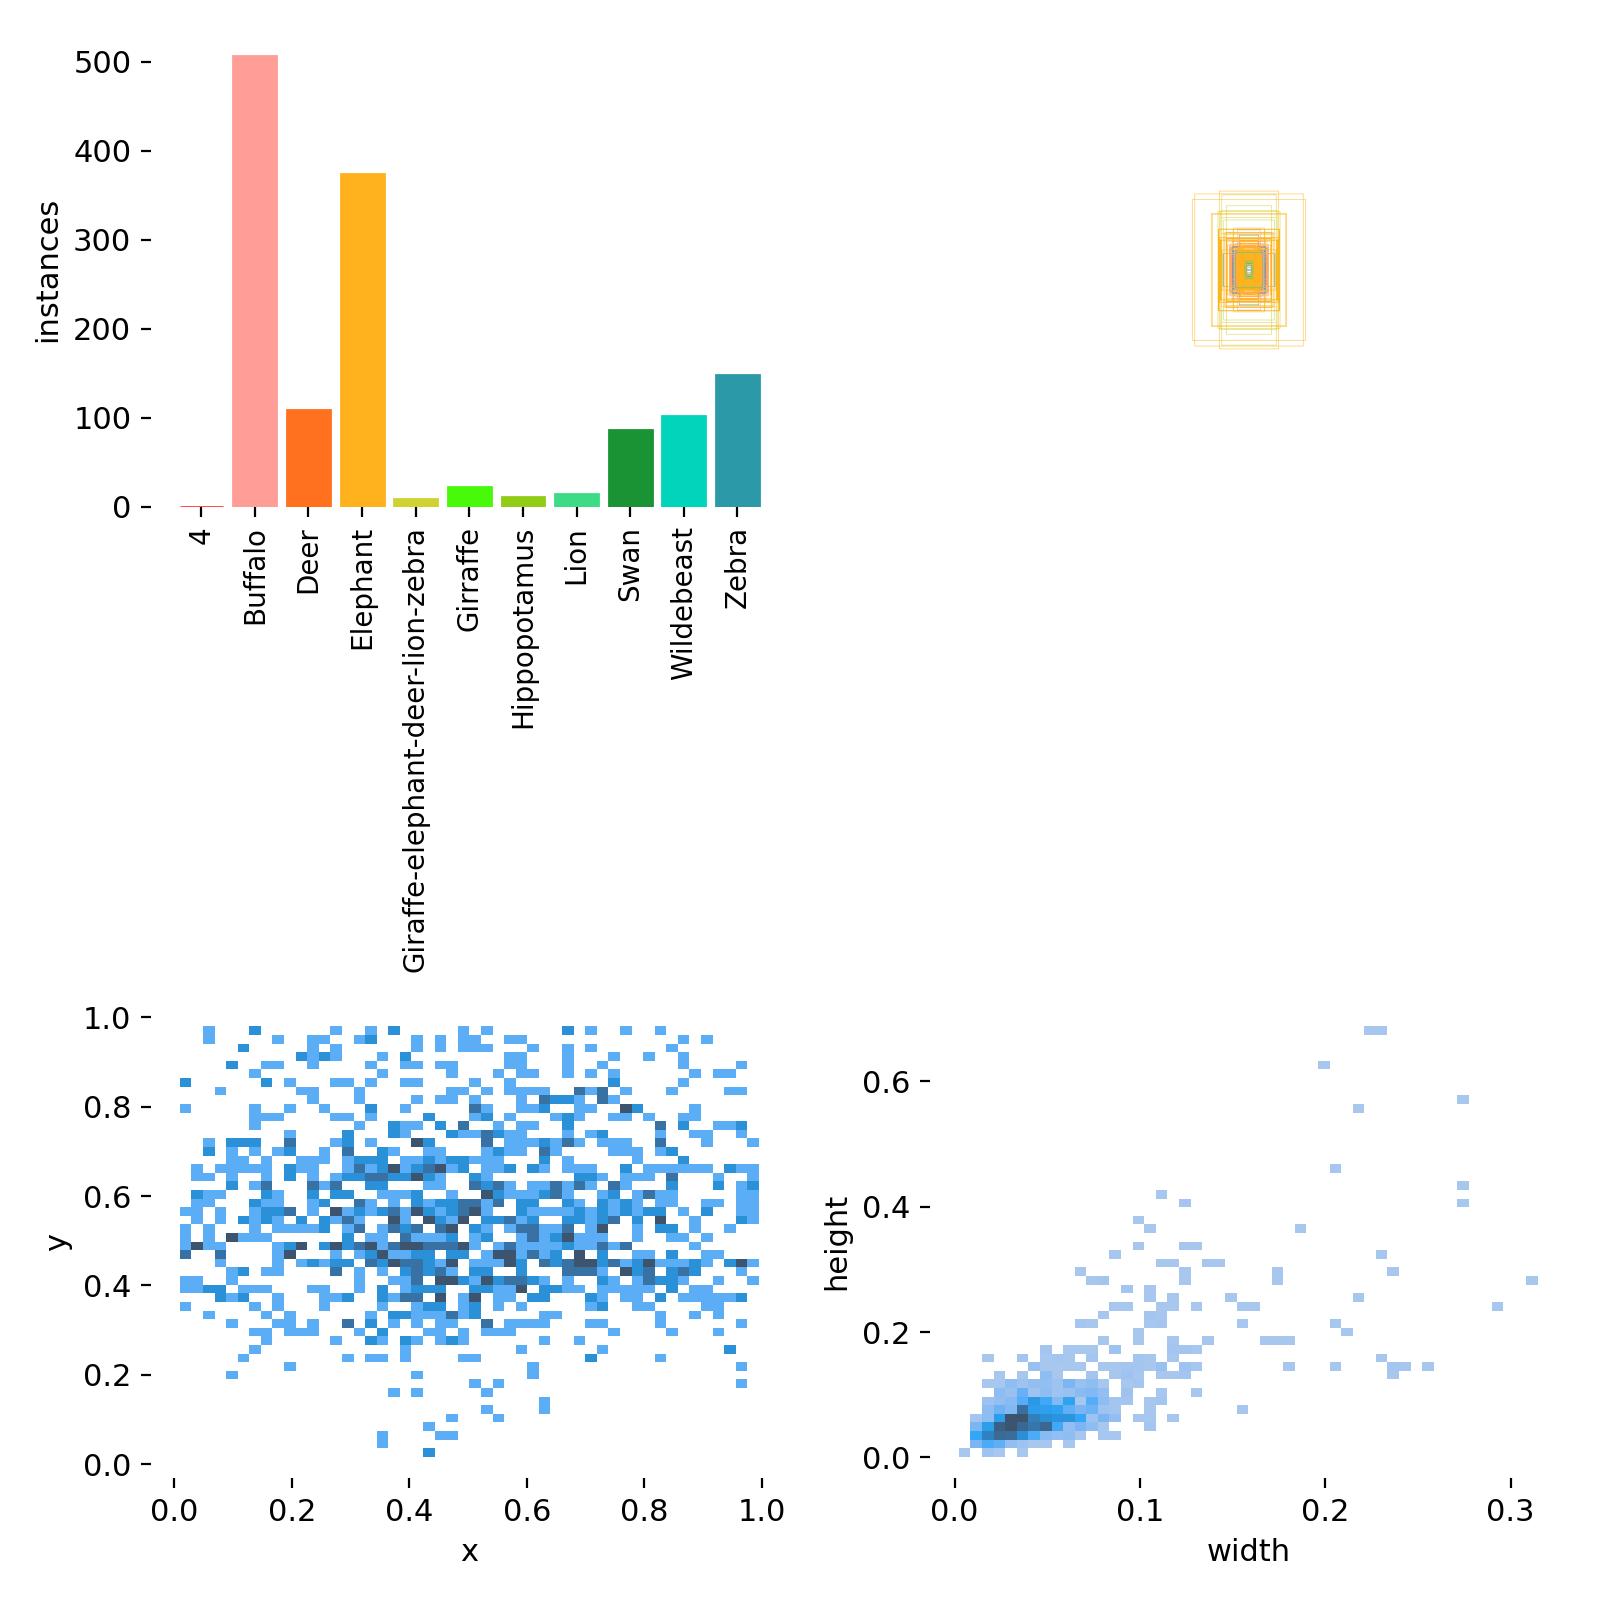 500
400
300
200
100
0
instances
4
Buffalo
Deer
Elephant
Giraffe-elephant-deer-lion-zebra
Girraffe
Hippopotamus
Lion
Swan
Wildebeast
Zebra
1.0
0.8
0.6
0.4
0.2
0.0
y
0.0 0.2 0.4 0.6 0.8 1.0
x
0.6
0.4
0.2
0.0
height
0.0 0.1 0.2 0.3
width